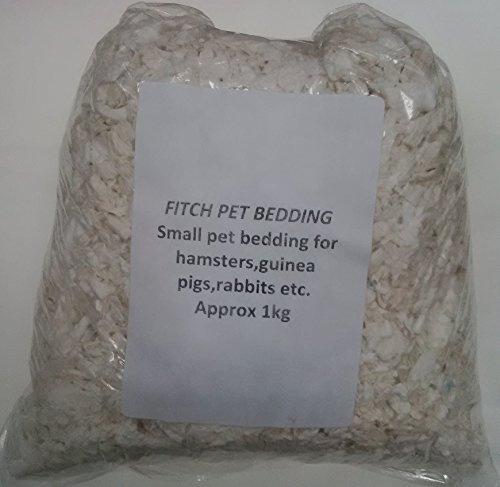 FITCH PET BEDDING
Small pet bedding for
hamsters,guinea
pigs,rabbits etc.
Approx 1kg